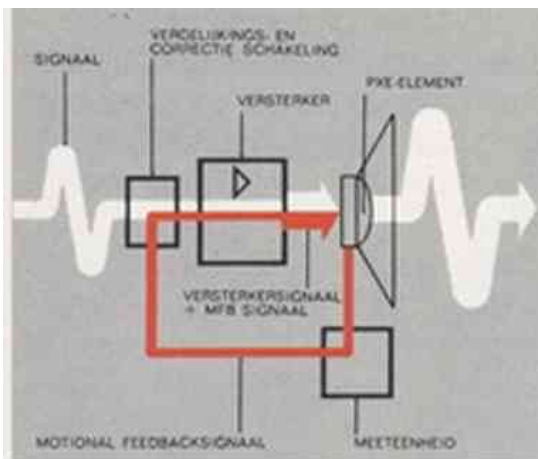 VERGELIJKINGS- EN
CORRECTIE SCHAKELING
SIGNAAL
PXE-ELEMENT
VERSTERKER
VERSTERKERSIGNAAL
+ MFB SIGNAAL
MOTIONAL FEEDBACKSIGNAAL
MEETEENHEID